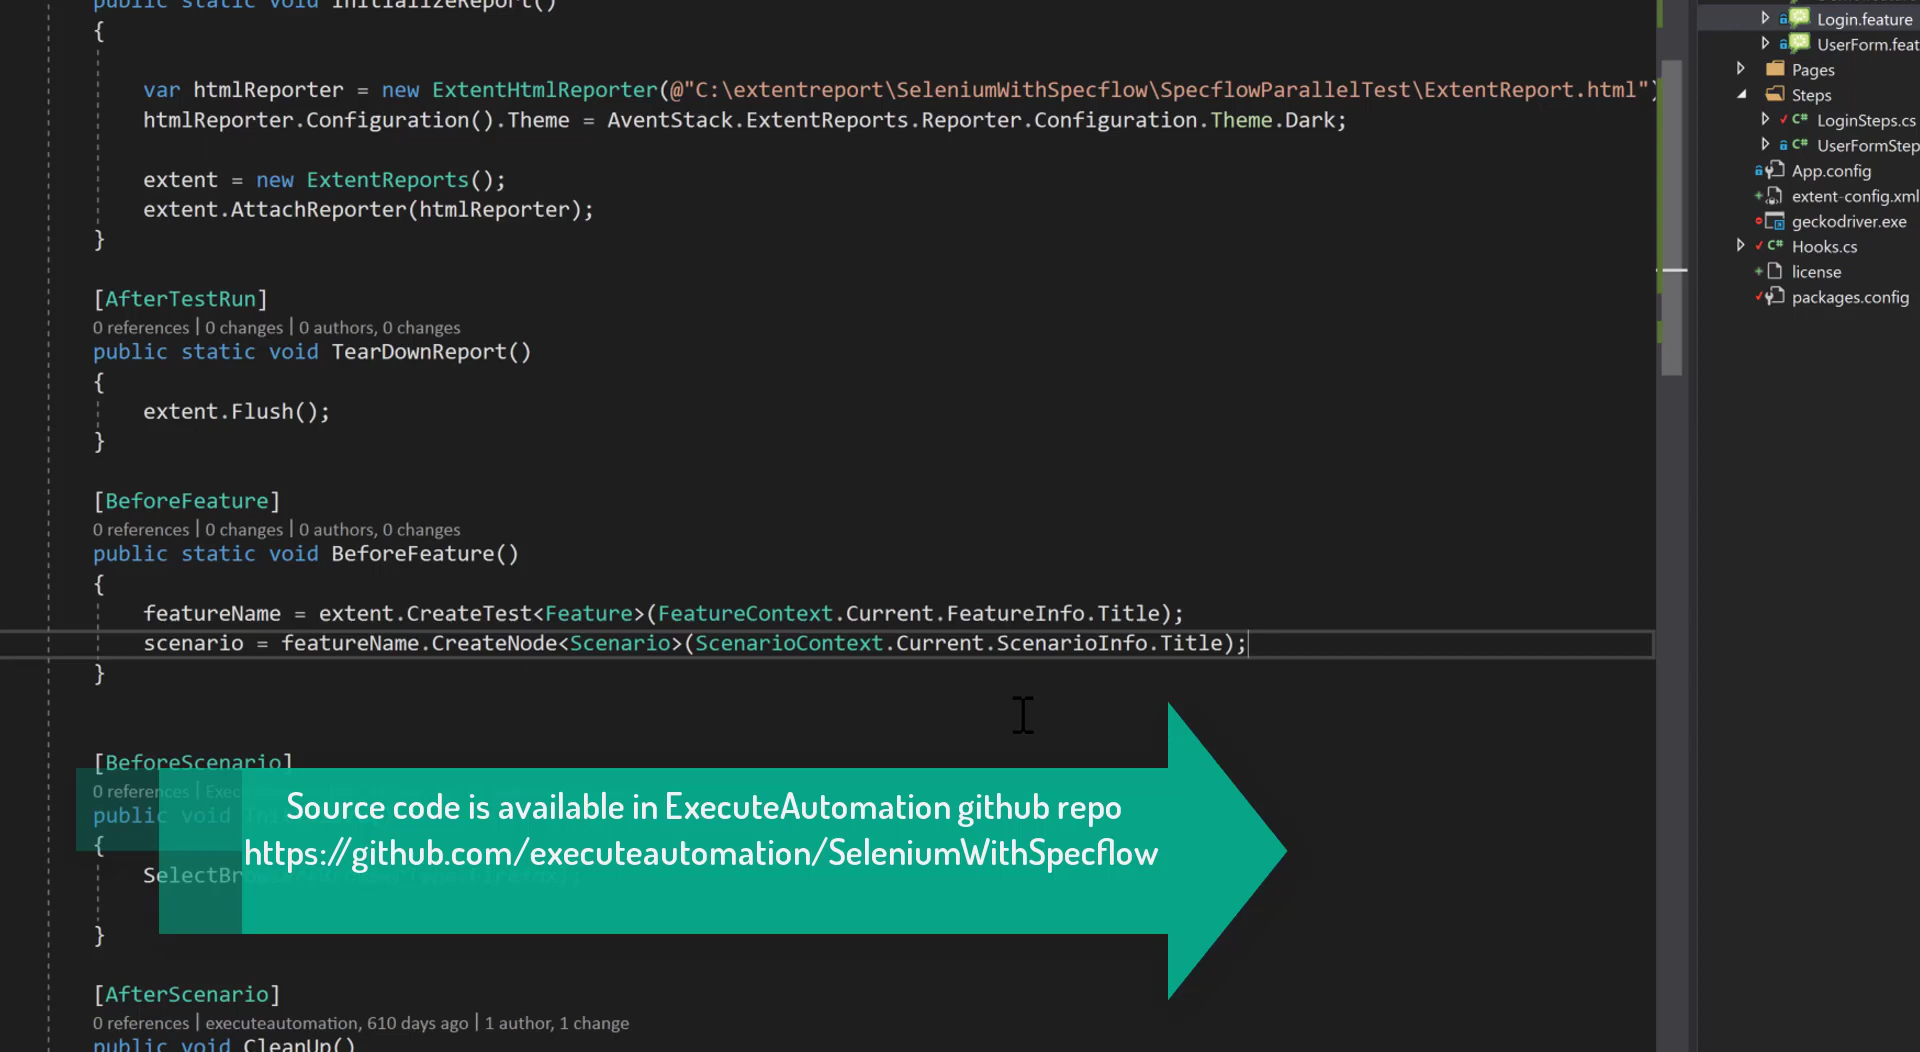 public static void InitializeReport()
{
var htmlReporter = new ExtentHtmlReporter(@"C:\extentreport\SeleniumWithSpecflow\SpecflowParallelTest\ExtentReport.html")
htmlReporter.Configuration().Theme = AventStack.ExtentReports.Reporter.Configuration.Theme.Dark;
extent = new ExtentReports();
extent.AttachReporter(htmlReporter);
}
[AfterTestRun]
0 references | 0 changes | 0 authors, 0 changes
public static void TearDownReport()
{
extent.Flush();
}
[BeforeFeature]
0 references | 0 changes | 0 authors, 0 changes
public static void BeforeFeature()
{
featureName = extent.CreateTest<Feature>(FeatureContext.Current.FeatureInfo.Title);
scenario = featureName.CreateNode<Scenario>(ScenarioContext.Current.ScenarioInfo.Title);
}
[BeforeScenario]
0 references | Exec
public void
{
SelectBr
}
[AfterScenario]
0 references | executeautomation, 610 days ago | 1 author, 1 change
public void CleanUp()
Source code is available in ExecuteAutomation github repo
https://github.com/executeautomation/SeleniumWithSpecflow
Login.feature
UserForm.feat
Pages
Steps
LoginSteps.cs
UserFormStep
App.config
extent-config.xml
geckodriver.exe
Hooks.cs
license
packages.config